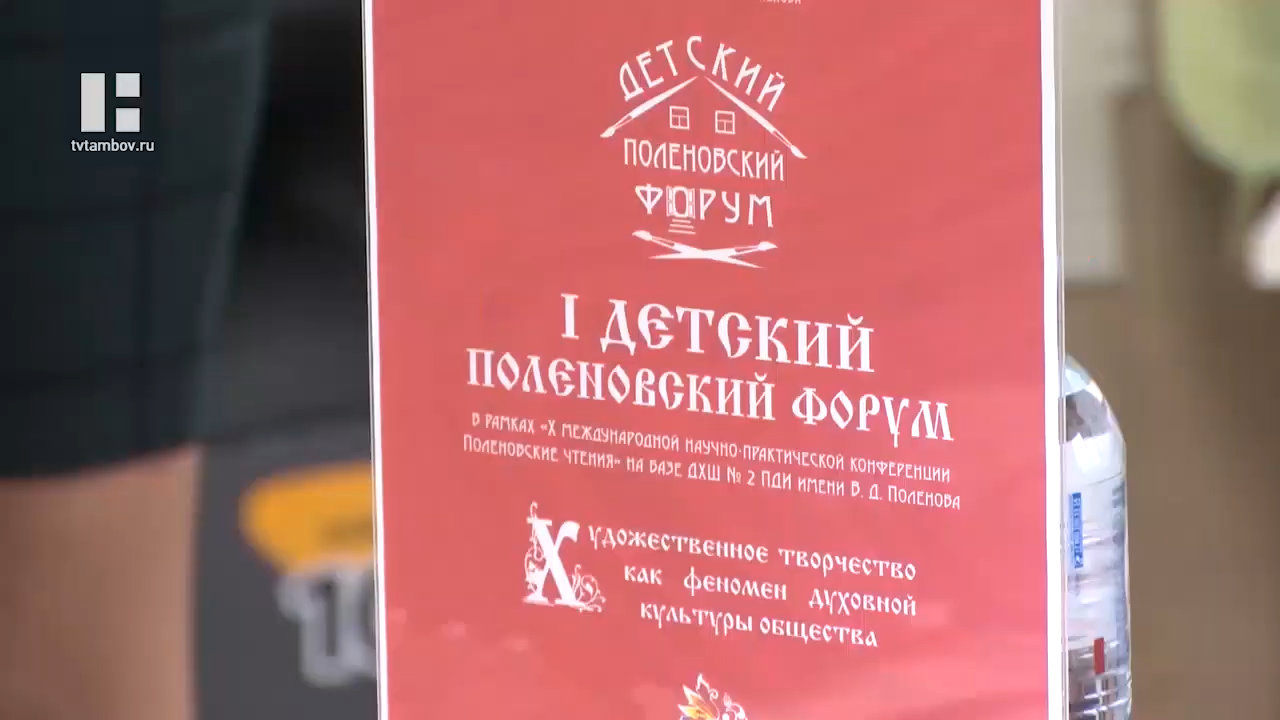 tvtambov.ru
ДЕТСКИЙ
ПОЛЕНОВСКИЙ
ФОРУМ
I ДЕТСКИЙ
ПОЛЕНОВСКИЙ ФОРУМ
В РАМКАХ «X МЕЖДУНАРОДНОЙ НАУЧНО-ПРАКТИЧЕСКОЙ КОНФЕРЕНЦИИ
ПОЛЕНОВСКИЕ ЧТЕНИЯ» НА БАЗЕ ДХШ № 2 ПДИ ИМЕНИ В. Д. ПОЛЕНОВА
ХУДОЖЕСТВЕННОЕ ТВОРЧЕСТВО
КАК ФЕНОМЕН ДУХОВНОЙ
КУЛЬТУРЫ ОБЩЕСТВА